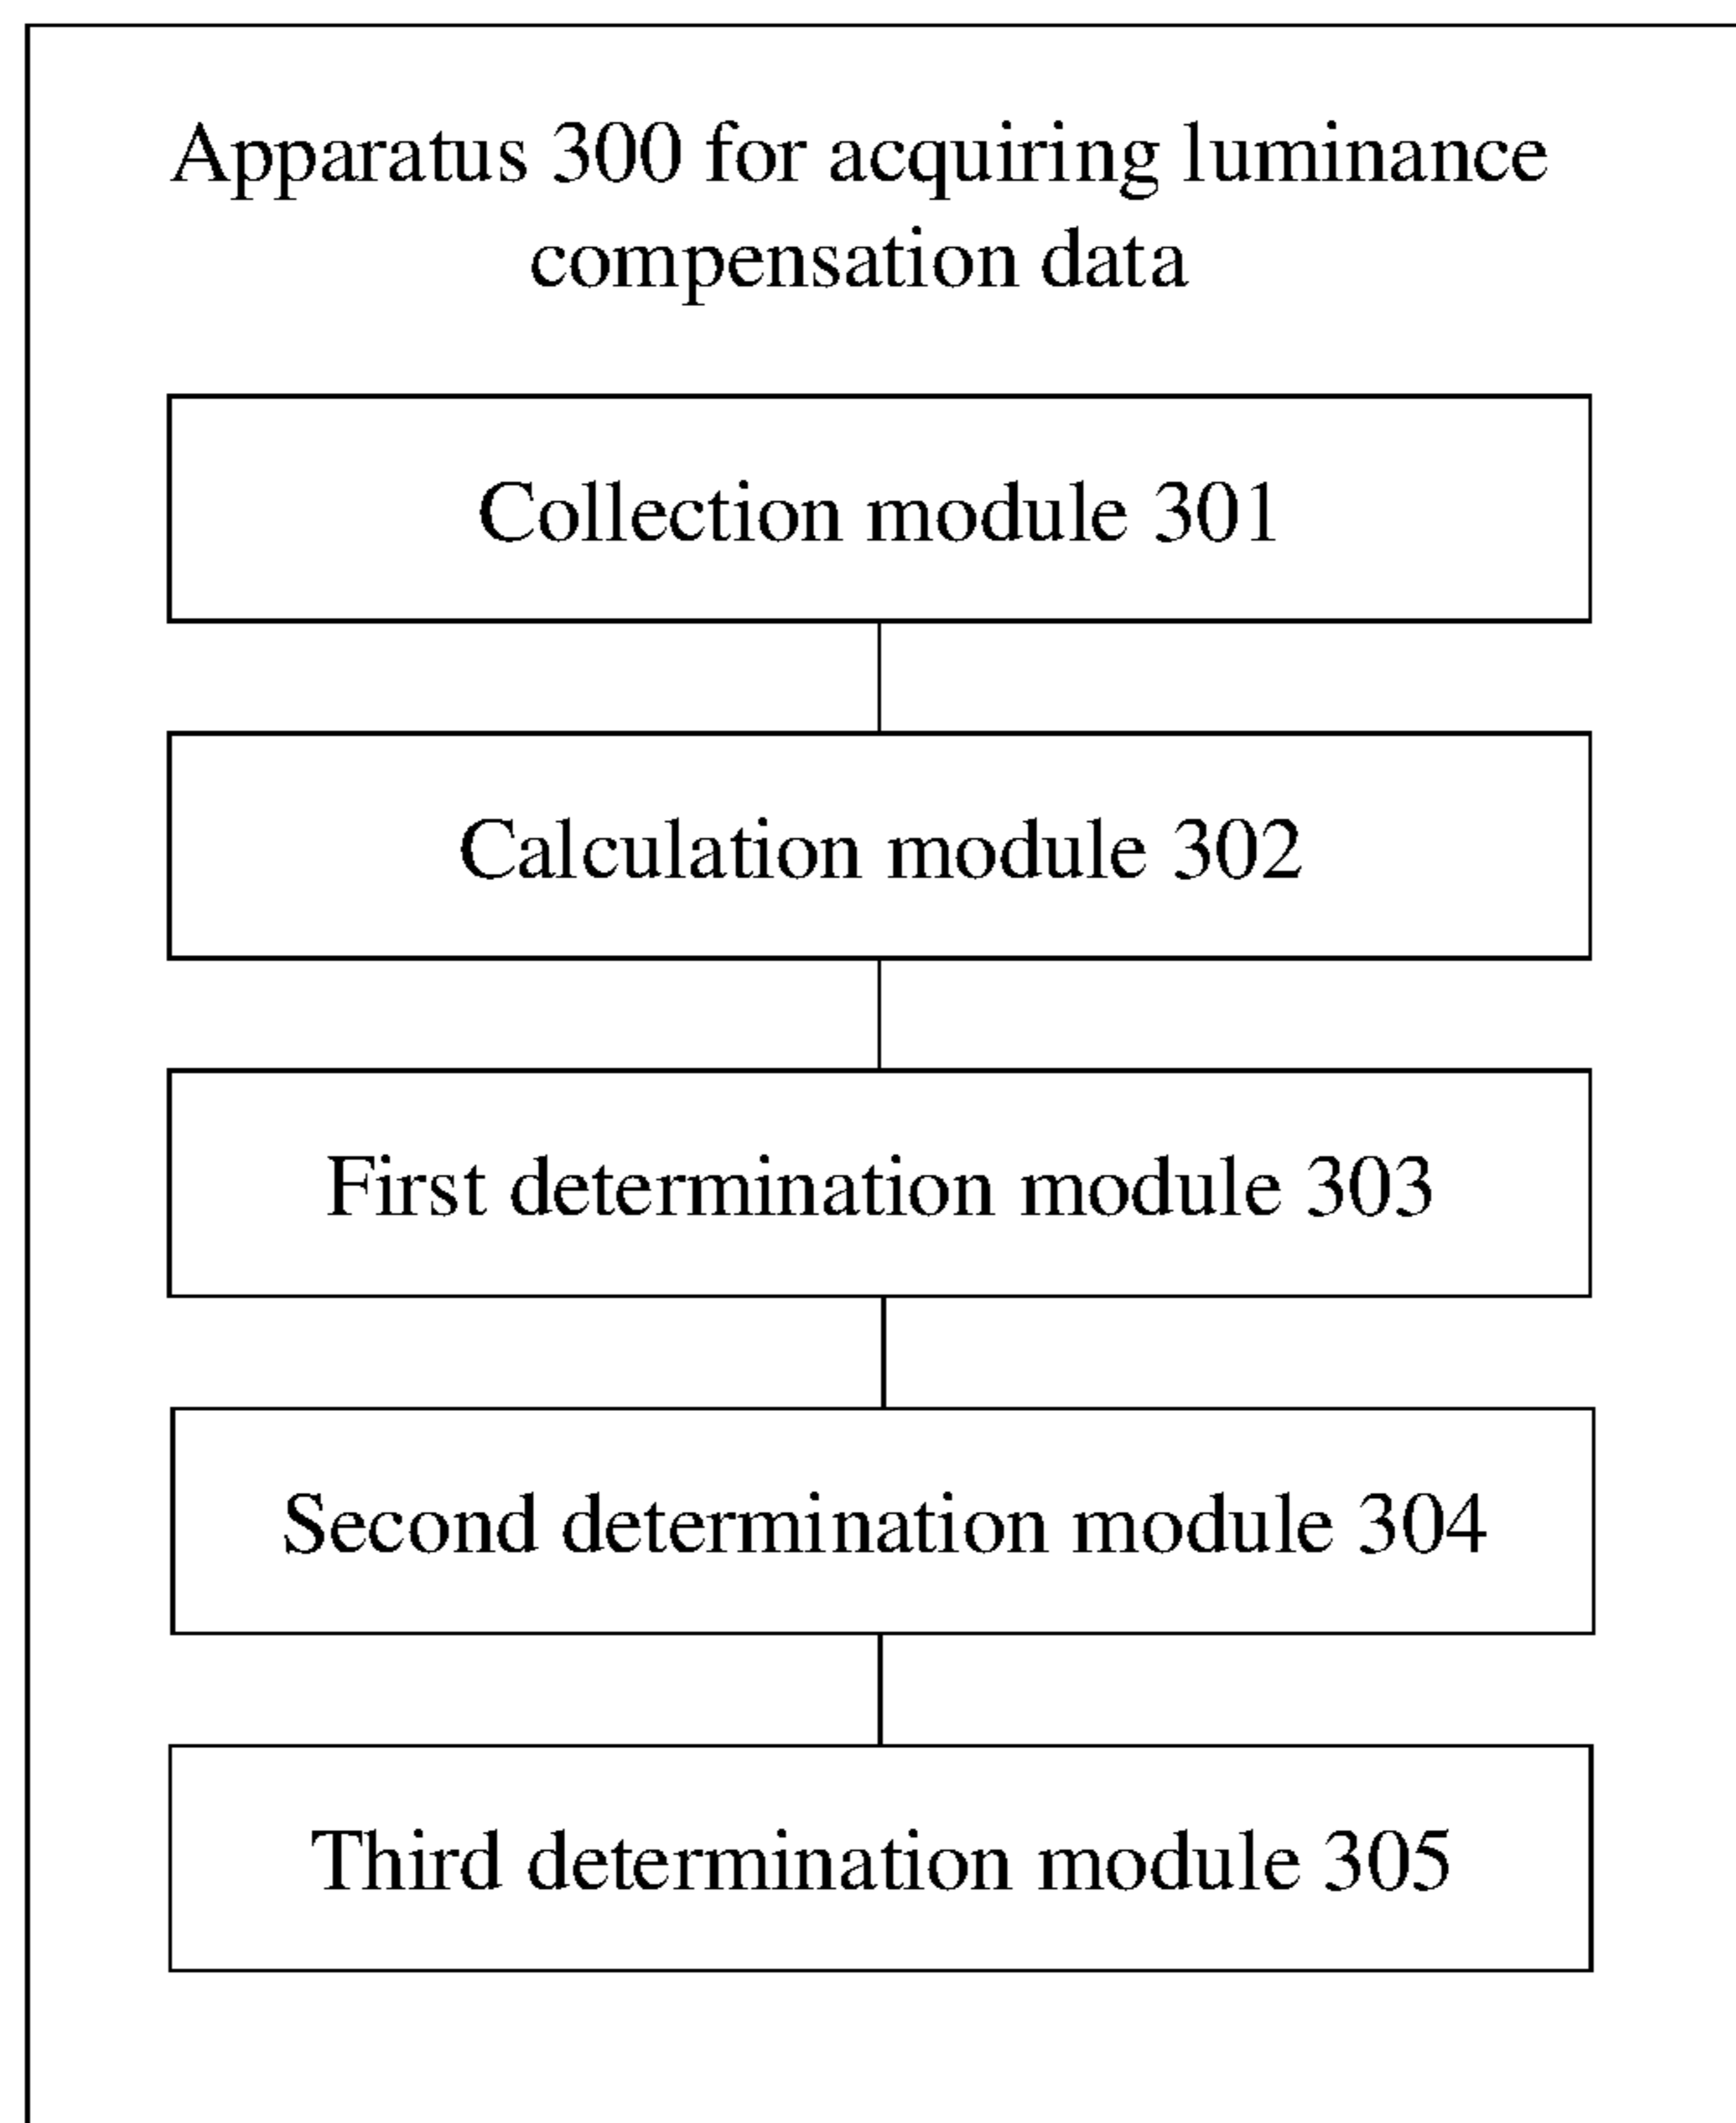 Apparatus 300 for acquiring luminance
compensation data
Collection module 301
Calculation module 302
First determination module 303
Second determination module 304
Third determination module 305